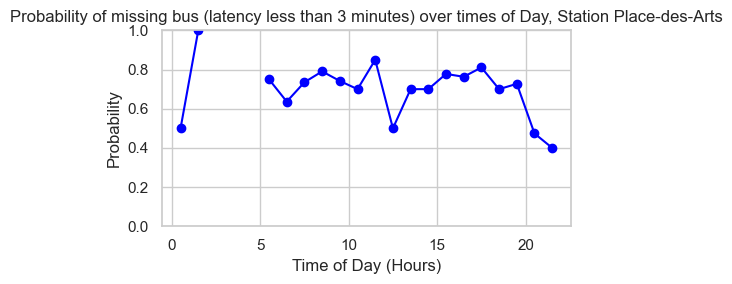 Probability of missing bus (latency less than 3 minutes) over times of Day, Station Place-des-Arts
1.0
0.8
0.6
0.4
0.2
0.0
Probability
0 5 10 15 20
Time of Day (Hours)